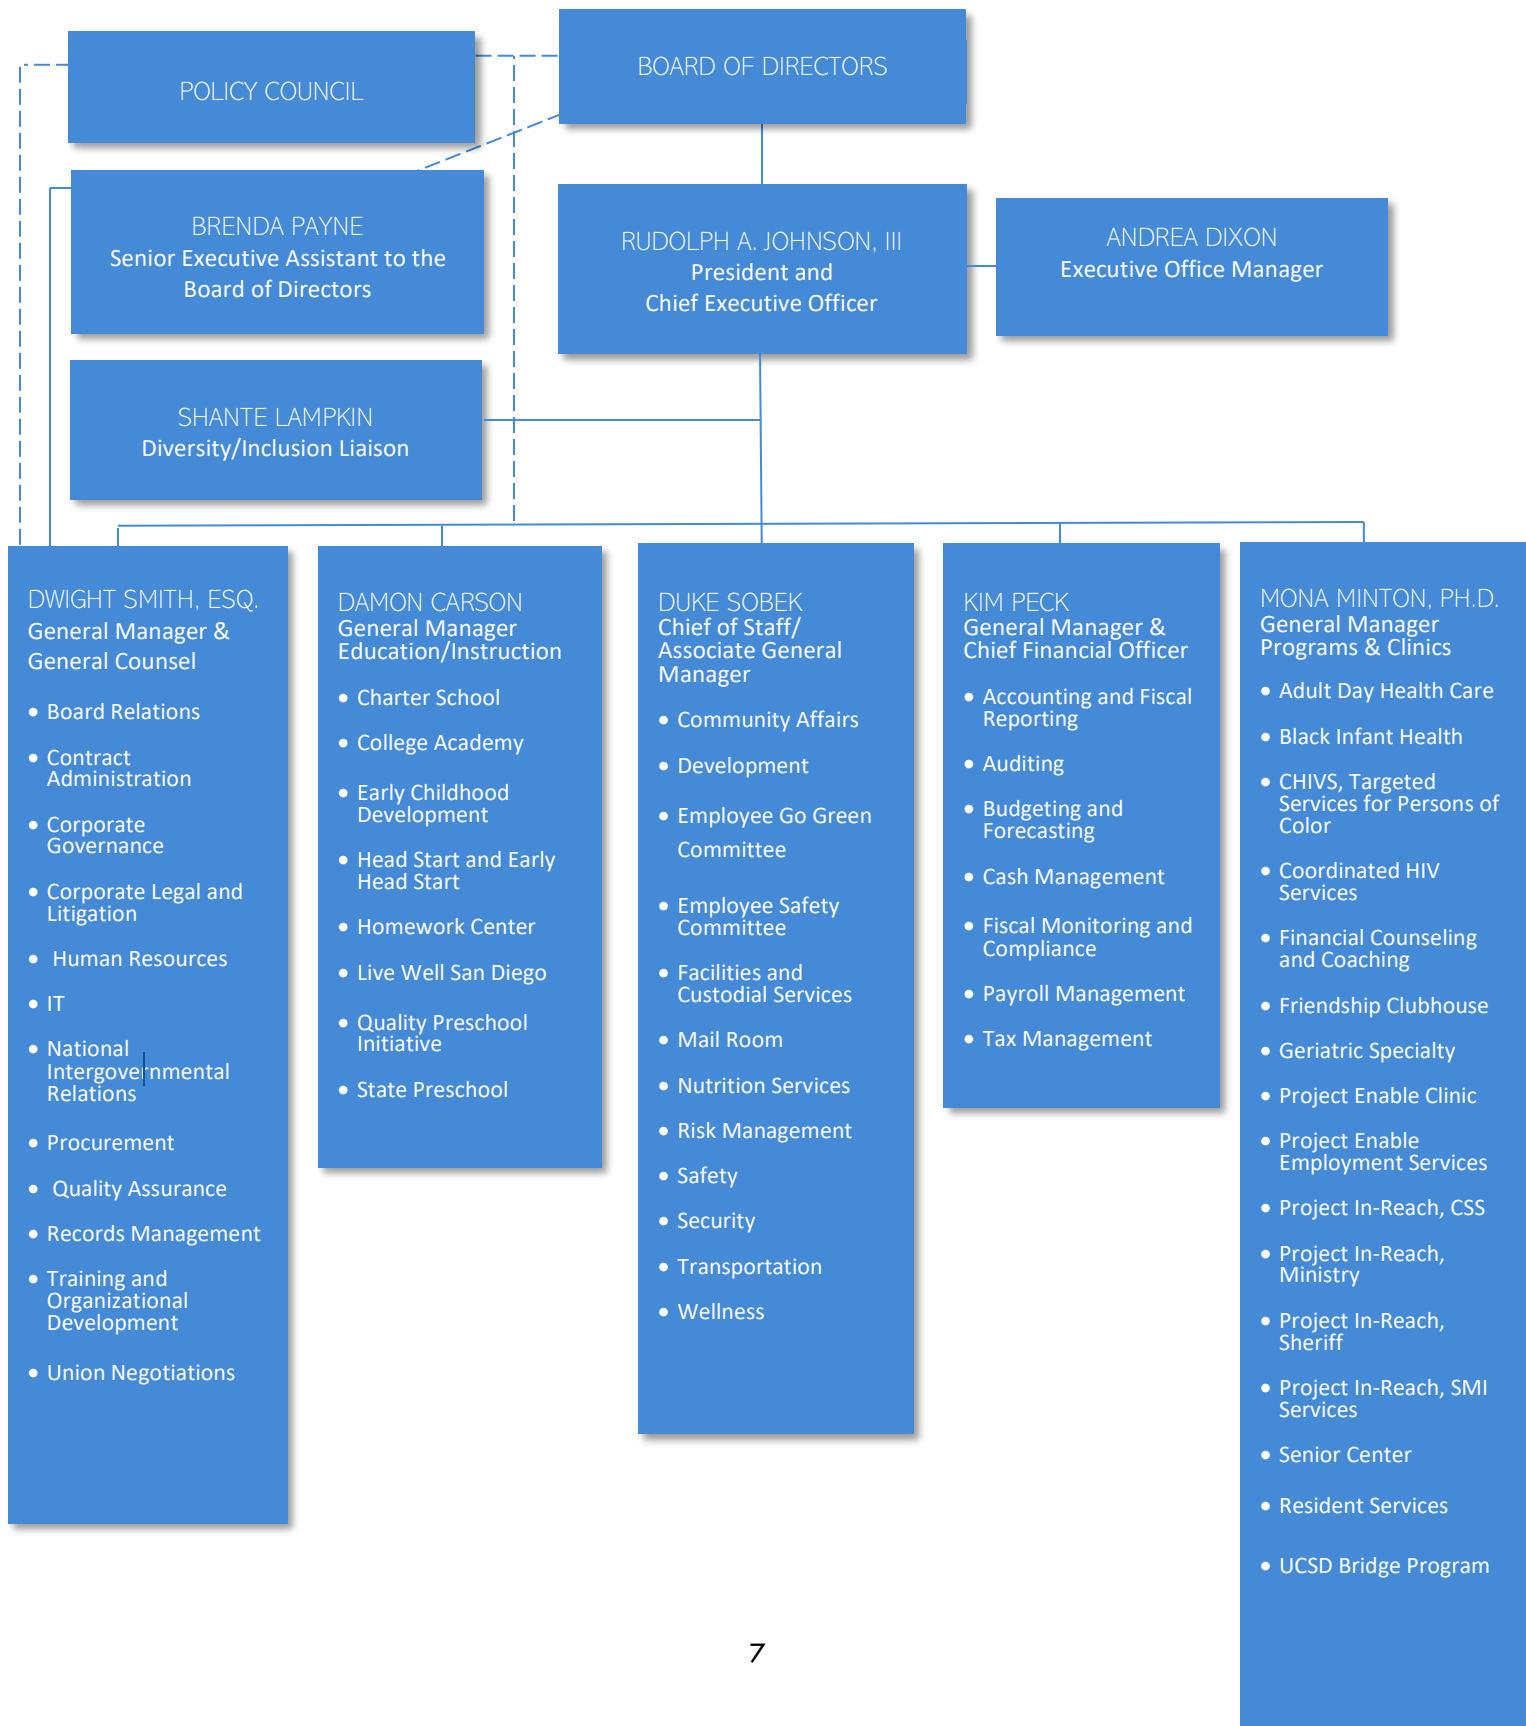 POLICY COUNCIL
BOARD OF DIRECTORS
BRENDA PAYNE
Senior Executive Assistant to the
Board of Directors
RUDOLPH A. JOHNSON, III
President and
Chief Executive Officer
ANDREA DIXON
Executive Office Manager
SHANTE LAMPKIN
Diversity/Inclusion Liaison
DWIGHT SMITH, ESQ.
General Manager &
General Counsel
• Board Relations
• Contract
Administration
• Corporate
Governance
• Corporate Legal and
Litigation
• Human Resources
• IT
• National
Intergovernmental
Relations
• Procurement
• Quality Assurance
• Records Management
• Training and
Organizational
Development
• Union Negotiations
DAMON CARSON
General Manager
Education/Instruction
• Charter School
• College Academy
• Early Childhood
Development
• Head Start and Early
Head Start
• Homework Center
• Live Well San Diego
• Quality Preschool
Initiative
• State Preschool
DUKE SOBEK
Chief of Staff/
Associate General
Manager
• Community Affairs
• Development
• Employee Go Green
Committee
• Employee Safety
Committee
• Facilities and
Custodial Services
• Mail Room
• Nutrition Services
• Risk Management
• Safety
• Security
• Transportation
• Wellness
KIM PECK
General Manager &
Chief Financial Officer
• Accounting and Fiscal
Reporting
• Auditing
• Budgeting and
Forecasting
• Cash Management
• Fiscal Monitoring and
Compliance
• Payroll Management
• Tax Management
MONA MINTON, PH.D.
General Manager
Programs & Clinics
• Adult Day Health Care
• Black Infant Health
• CHIVS, Targeted
Services for Persons of
Color
• Coordinated HIV
Services
• Financial Counseling
and Coaching
• Friendship Clubhouse
• Geriatric Specialty
• Project Enable Clinic
• Project Enable
Employment Services
• Project In-Reach, CSS
• Project In-Reach,
Ministry
• Project In-Reach,
Sheriff
• Project In-Reach, SMI
Services
• Senior Center
• Resident Services
• UCSD Bridge Program
7